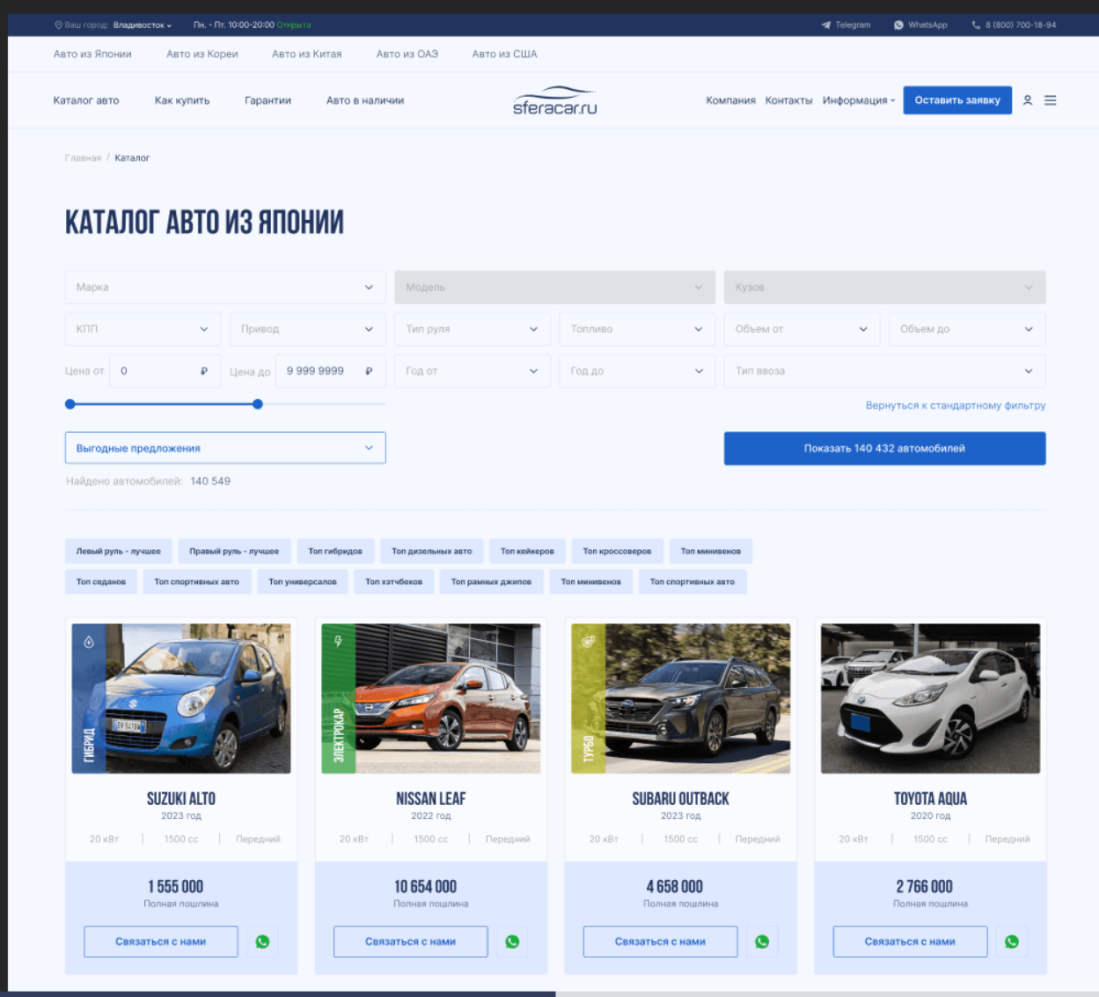 Ваш город: Владивосток Пн. - Пт. 10:00-20:00 Открыто Telegram WhatsApp 8 (800) 700-18-94
Авто из Японии Авто из Кореи Авто из Китая Авто из ОАЭ Авто из США
Каталог авто Как купить Гарантии Авто в наличии sferacar.ru Компания Контакты Информация Оставить заявку
Главная / Каталог
КАТАЛОГ АВТО ИЗ ЯПОНИИ
Марка Модель Кузов
КПП Привод Тип руля Топливо Объем от Объем до
Цена от 0 ₽ Цена до 9 999 9999 ₽ Год от Год до Тип ввоза
Вернуться к стандартному фильтру
Выгодные предложения Показать 140 432 автомобилей
Найдено автомобилей: 140 549
Левый руль - лучшее Правый руль - лучшее Топ гибридов Топ дизельных авто Топ кейкеров Топ кроссоверов Топ минивенов
Топ седанов Топ спортивных авто Топ универсалов Топ хэтчбеков Топ рамных джипов Топ минивенов Топ спортивных авто
ГИБРИД ЭЛЕКТРОКАР ТУРБО
SUZUKI ALTO NISSAN LEAF SUBARU OUTBACK TOYOTA AQUA
2023 год 2022 год 2023 год 2020 год
20 кВт | 1500 сс | Передний 20 кВт | 1500 сс | Передний 20 кВт | 1500 сс | Передний 20 кВт | 1500 сс | Передний
1 555 000 10 654 000 4 658 000 2 766 000
Полная пошлина Полная пошлина Полная пошлина Полная пошлина
Связаться с нами Связаться с нами Связаться с нами Связаться с нами